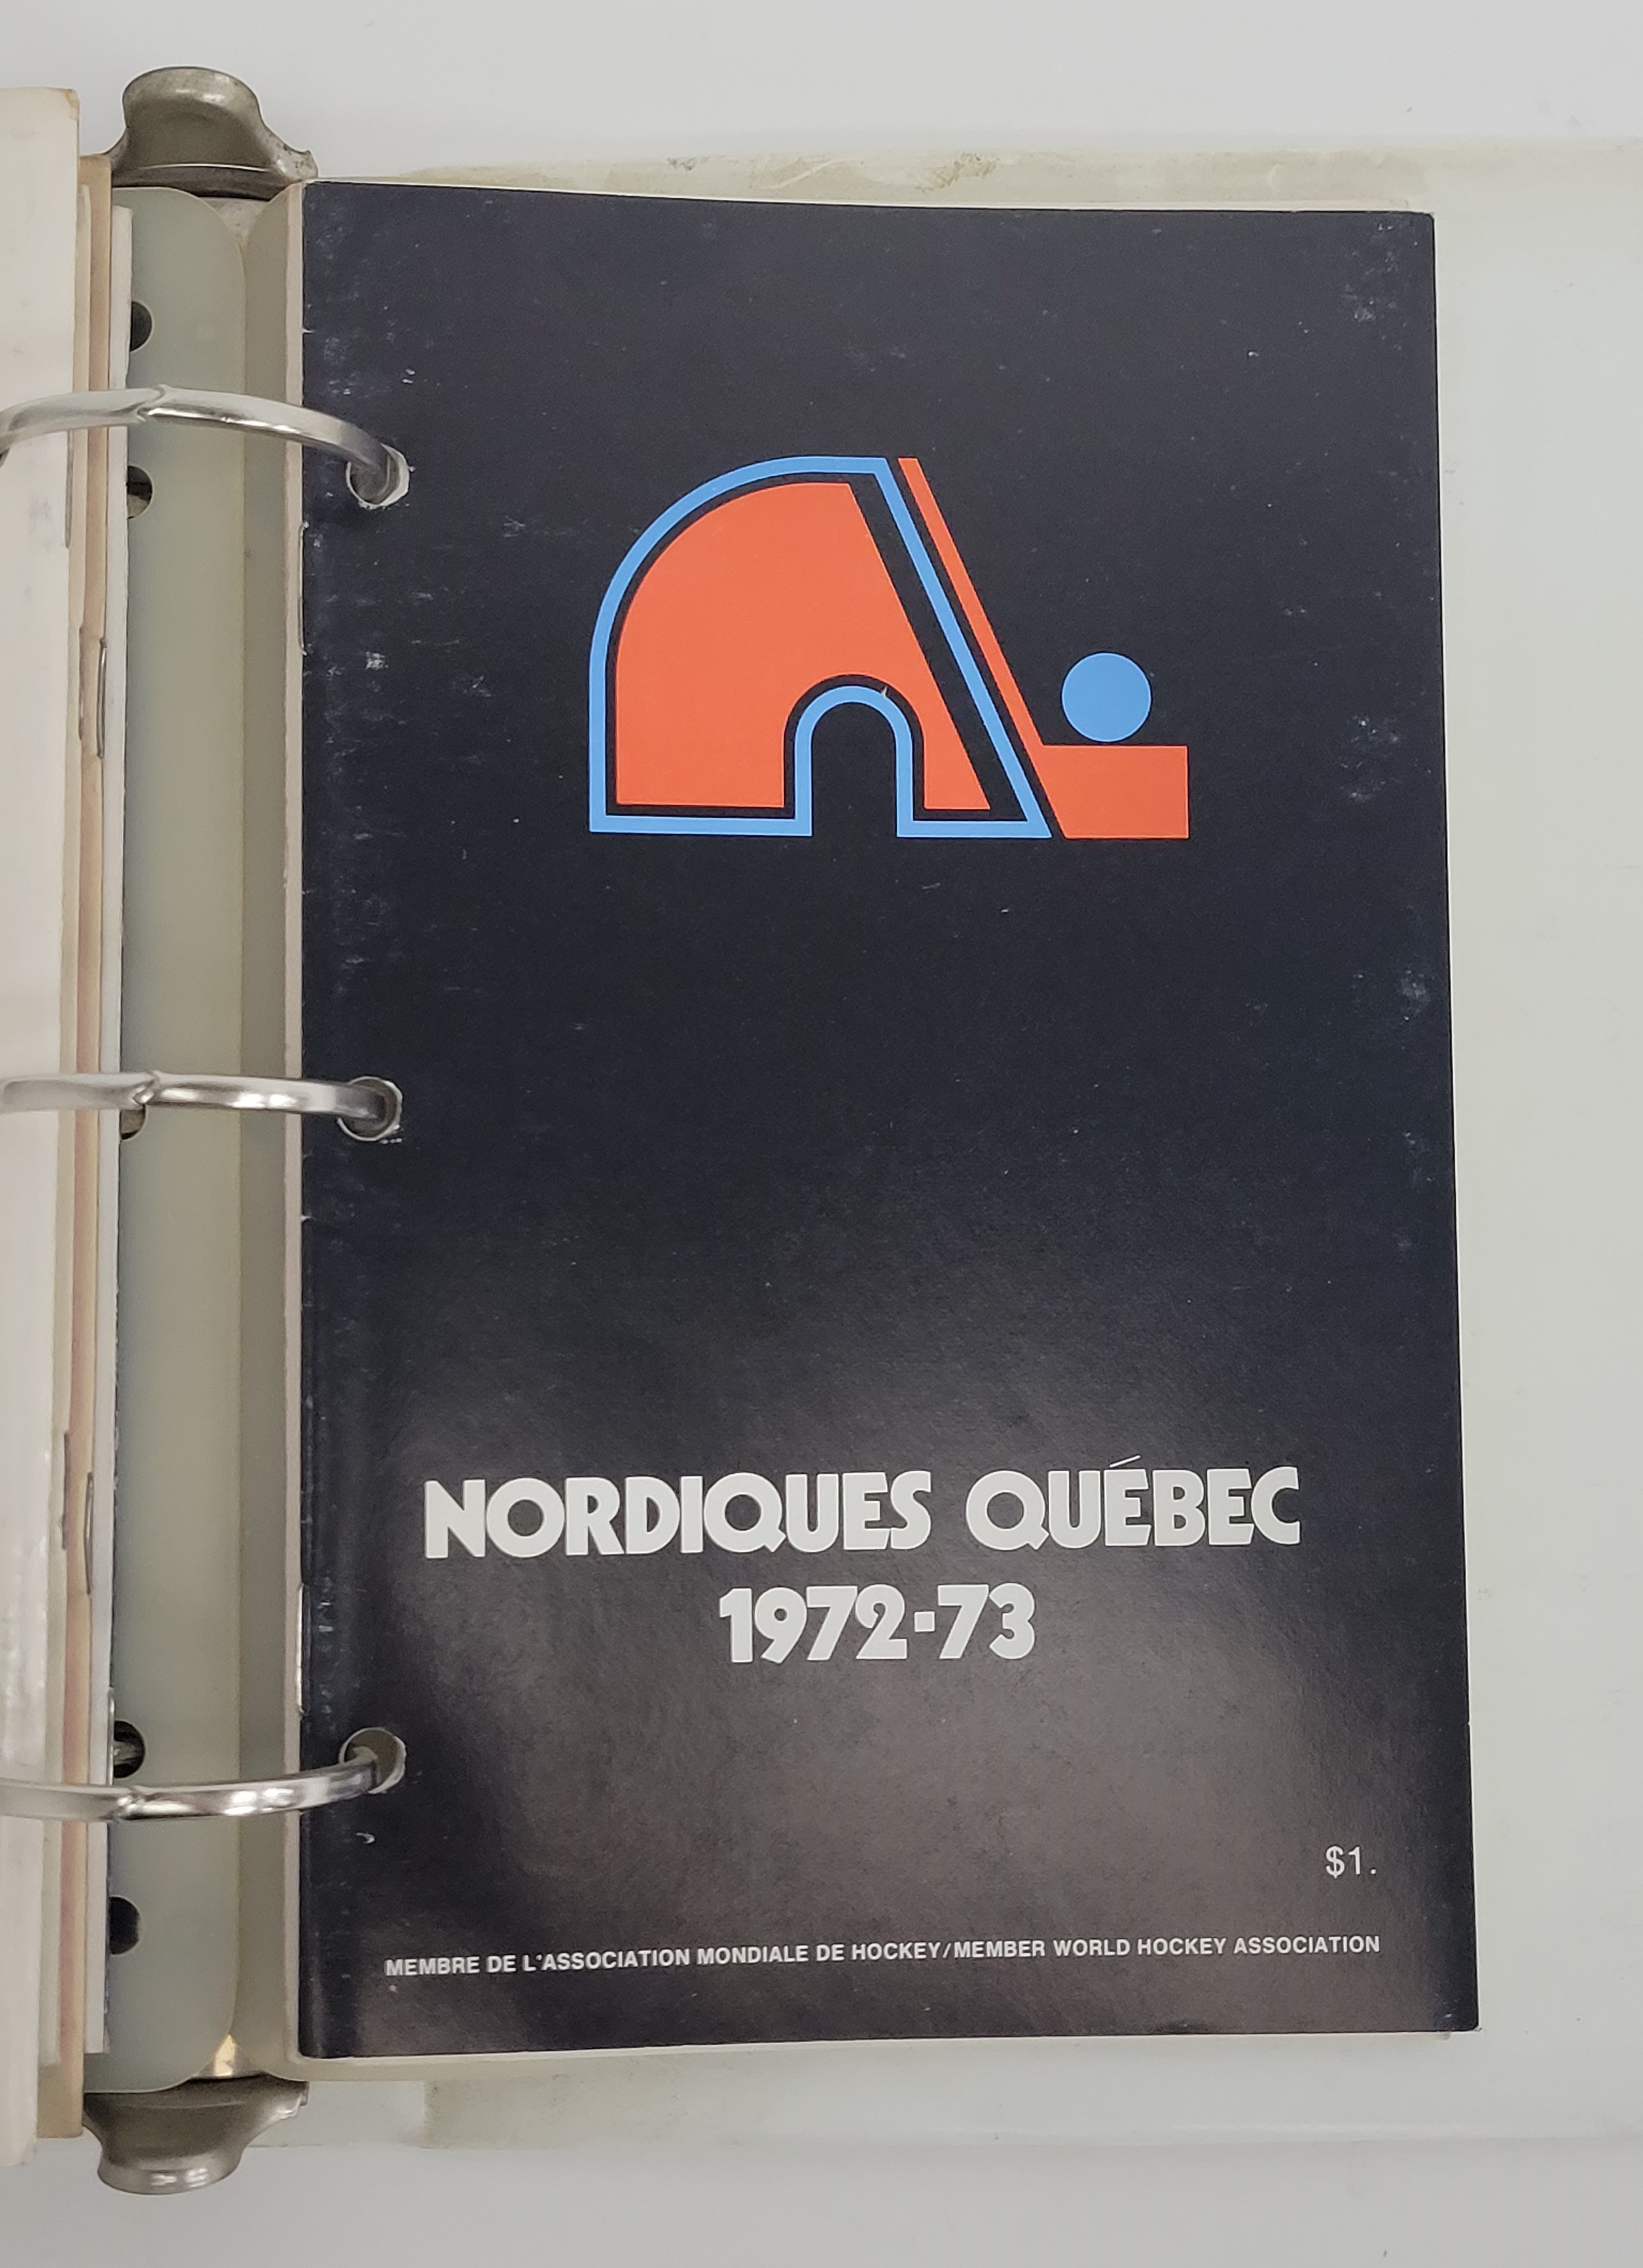 NORDIQUES QUÉBEC
1972-73
$1.
MEMBRE DE L'ASSOCIATION MONDIALE DE HOCKEY/MEMBER WORLD HOCKEY ASSOCIATION